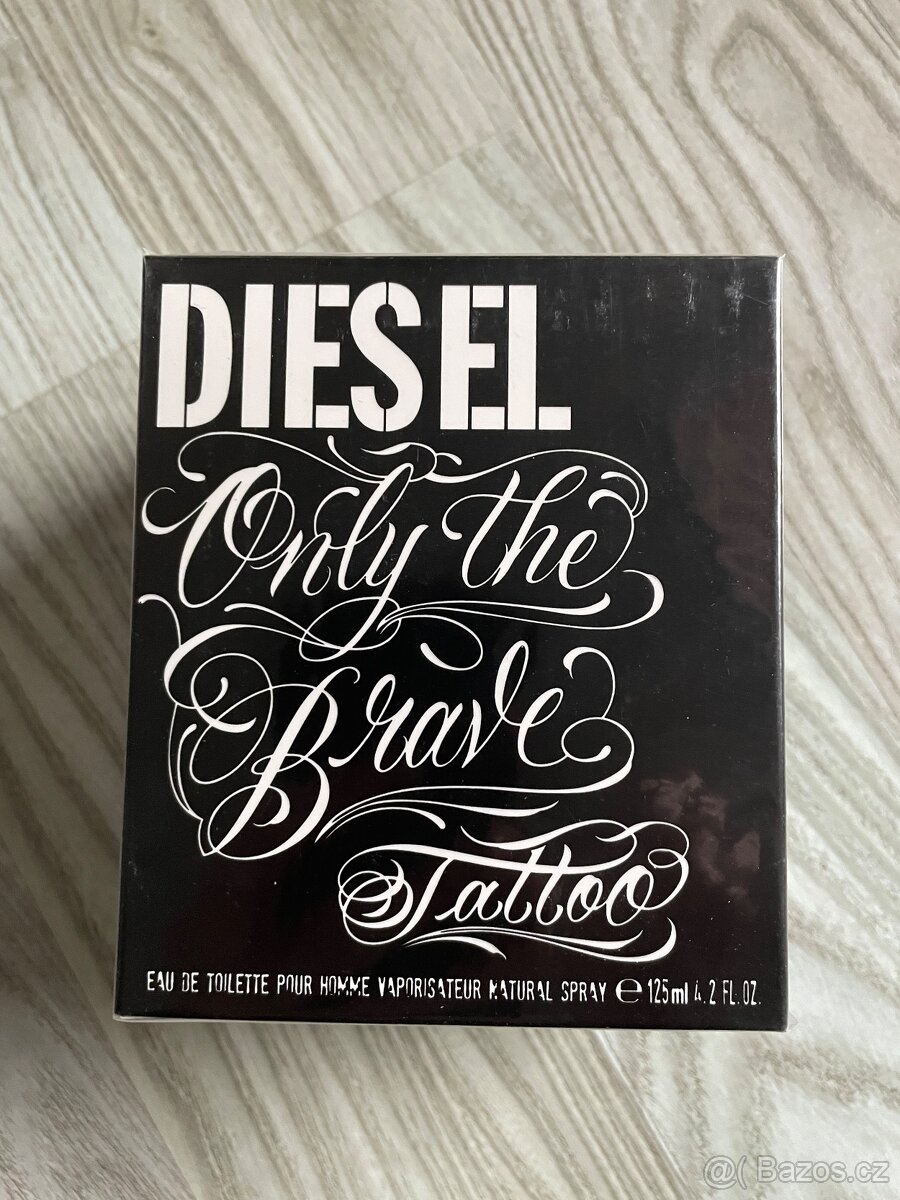 DIESEL
Only the
Brave
Tattoo
EAU DE TOILETTE POUR HOMME VAPORISATEUR NATURAL SPRAY ℮ 125ml 4.2 FL. OZ.
@( Bazos.cz